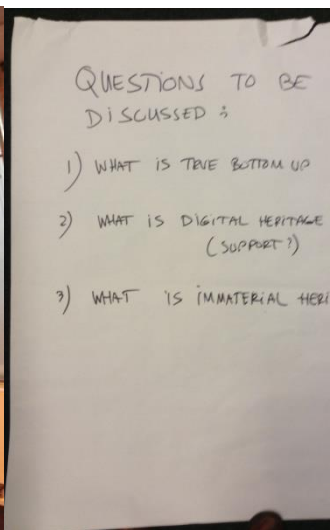 QUESTIONS TO BE
DISCUSSED :
1) WHAT IS TRUE BOTTOM UP
2) WHAT IS DIGITAL HERITAGE
(SUPPORT?)
3) WHAT IS IMMATERIAL HERI